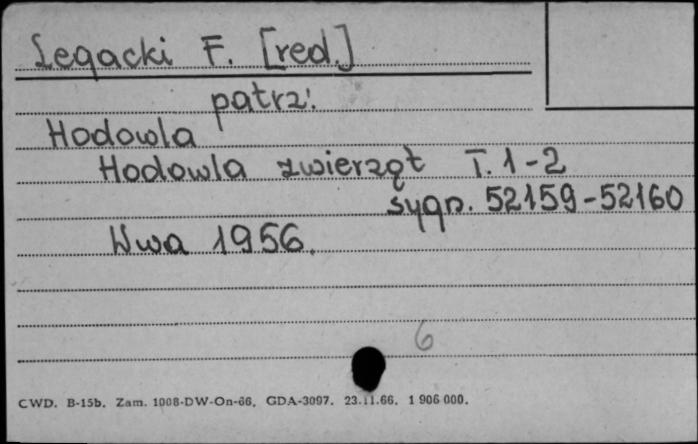 Legacki F. [red.]
patrz:
Hodowla
Hodowla zwierząt T. 1-2
sygn. 52159-52160
Wwa 1956.
6
CWD. B-15b. Zam. 1008-DW-On-66. GDA-3097. 23.11.66. 1 906 000.